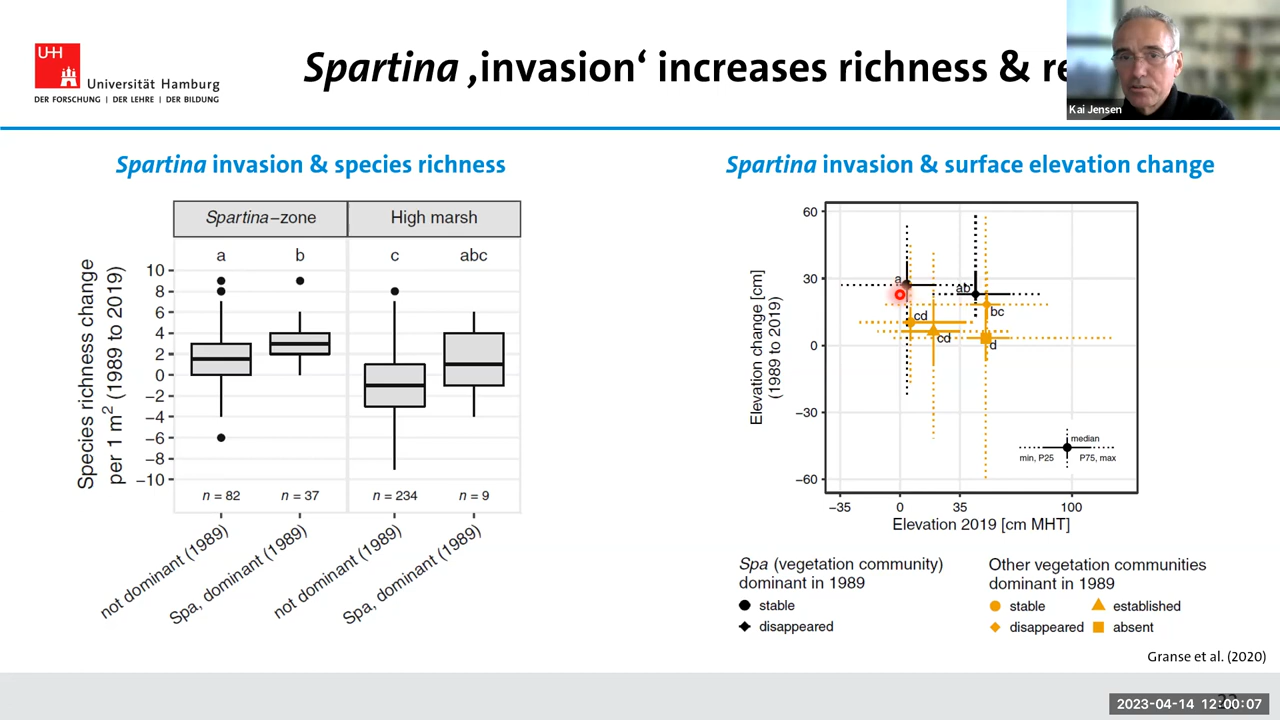 UHH
Universität Hamburg
DER FORSCHUNG | DER LEHRE | DER BILDUNG
Spartina ‚invasion‘ increases richness & re
Kai Jensen
Spartina invasion & species richness
Spartina-zone
High marsh
a
b
c
abc
Species richness change
per 1 m² (1989 to 2019)
10
8
6
4
2
0
−2
−4
−6
−8
−10
n = 82
n = 37
n = 234
n = 9
not dominant (1989)
Spa, dominant (1989)
not dominant (1989)
Spa, dominant (1989)
Spartina invasion & surface elevation change
Elevation change [cm]
(1989 to 2019)
60
30
0
−30
−60
a
ab
bc
cd
cd
d
median
min, P25
P75, max
−35
0
35
100
Elevation 2019 [cm MHT]
Spa (vegetation community)
dominant in 1989
stable
disappeared
Other vegetation communities
dominant in 1989
stable
established
disappeared
absent
Granse et al. (2020)
2023-04-14 12:00:07